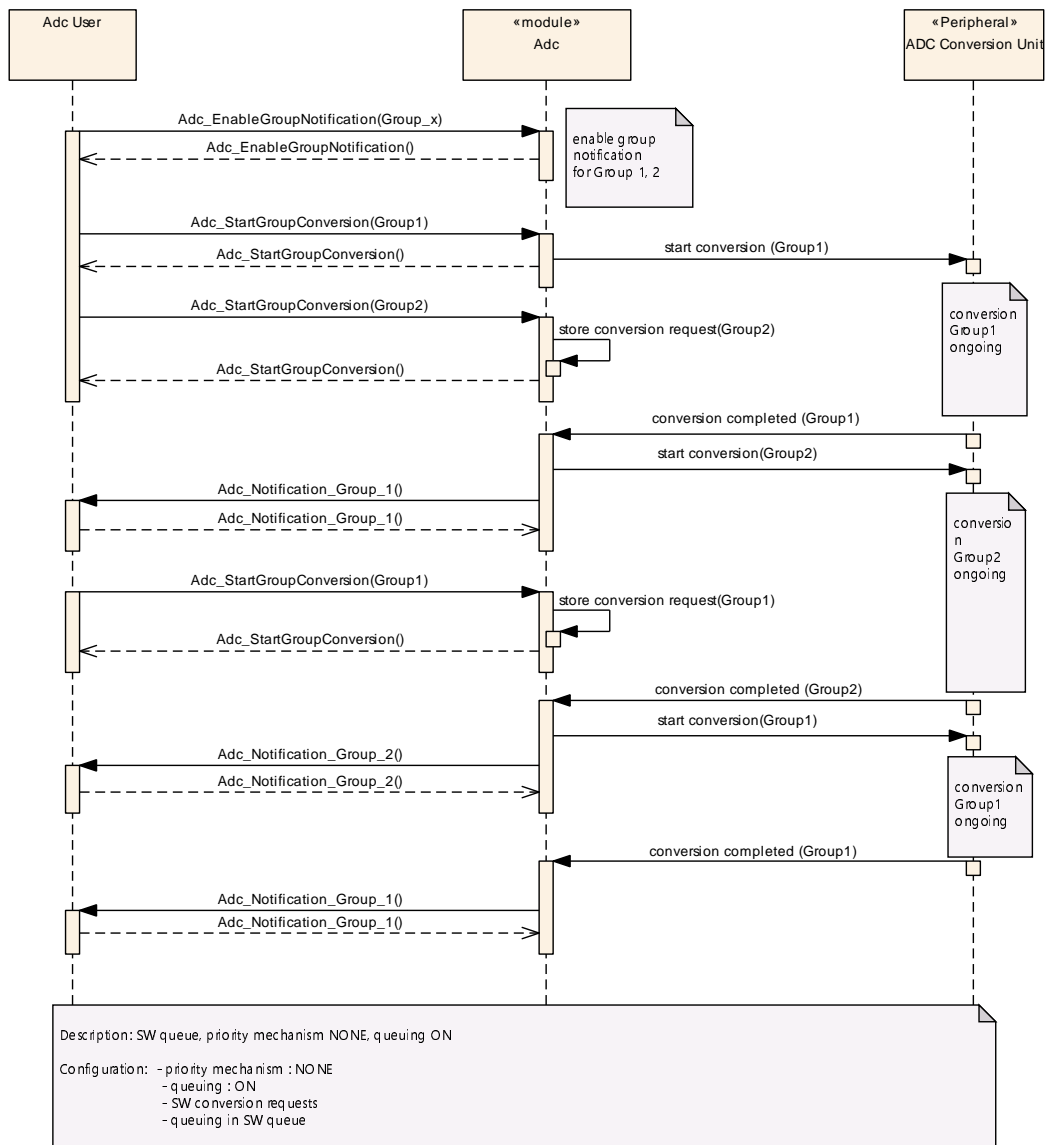 Adc User
«module»
Adc
«Peripheral»
ADC Conversion Unit
Adc_EnableGroupNotification(Group_x)
Adc_EnableGroupNotification()
enable group
notification
for Group 1, 2
Adc_StartGroupConversion(Group1)
Adc_StartGroupConversion()
start conversion (Group1)
Adc_StartGroupConversion(Group2)
store conversion request(Group2)
conversion
Group1
ongoing
Adc_StartGroupConversion()
conversion completed (Group1)
start conversion(Group2)
Adc_Notification_Group_1()
Adc_Notification_Group_1()
conversio
n
Group2
ongoing
Adc_StartGroupConversion(Group1)
store conversion request(Group1)
Adc_StartGroupConversion()
conversion completed (Group2)
start conversion(Group1)
Adc_Notification_Group_2()
Adc_Notification_Group_2()
conversion
Group1
ongoing
conversion completed (Group1)
Adc_Notification_Group_1()
Adc_Notification_Group_1()
Description: SW queue, priority mechanism NONE, queuing ON
Configuration: - priority mechanism : NONE
- queuing : ON
- SW conversion requests
- queuing in SW queue